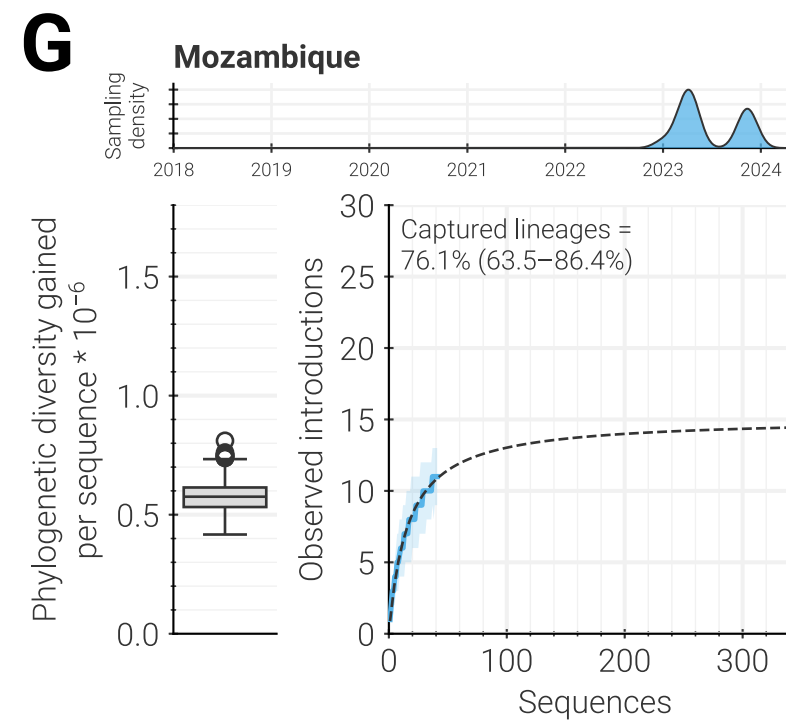 G
Mozambique
Sampling
density
2018 2019 2020 2021 2022 2023 2024
Phylogenetic diversity gained
per sequence * 10⁻⁶
1.5
1.0
0.5
0.0
Observed introductions
30
25
20
15
10
5
0
Captured lineages =
76.1% (63.5–86.4%)
0 100 200 300
Sequences